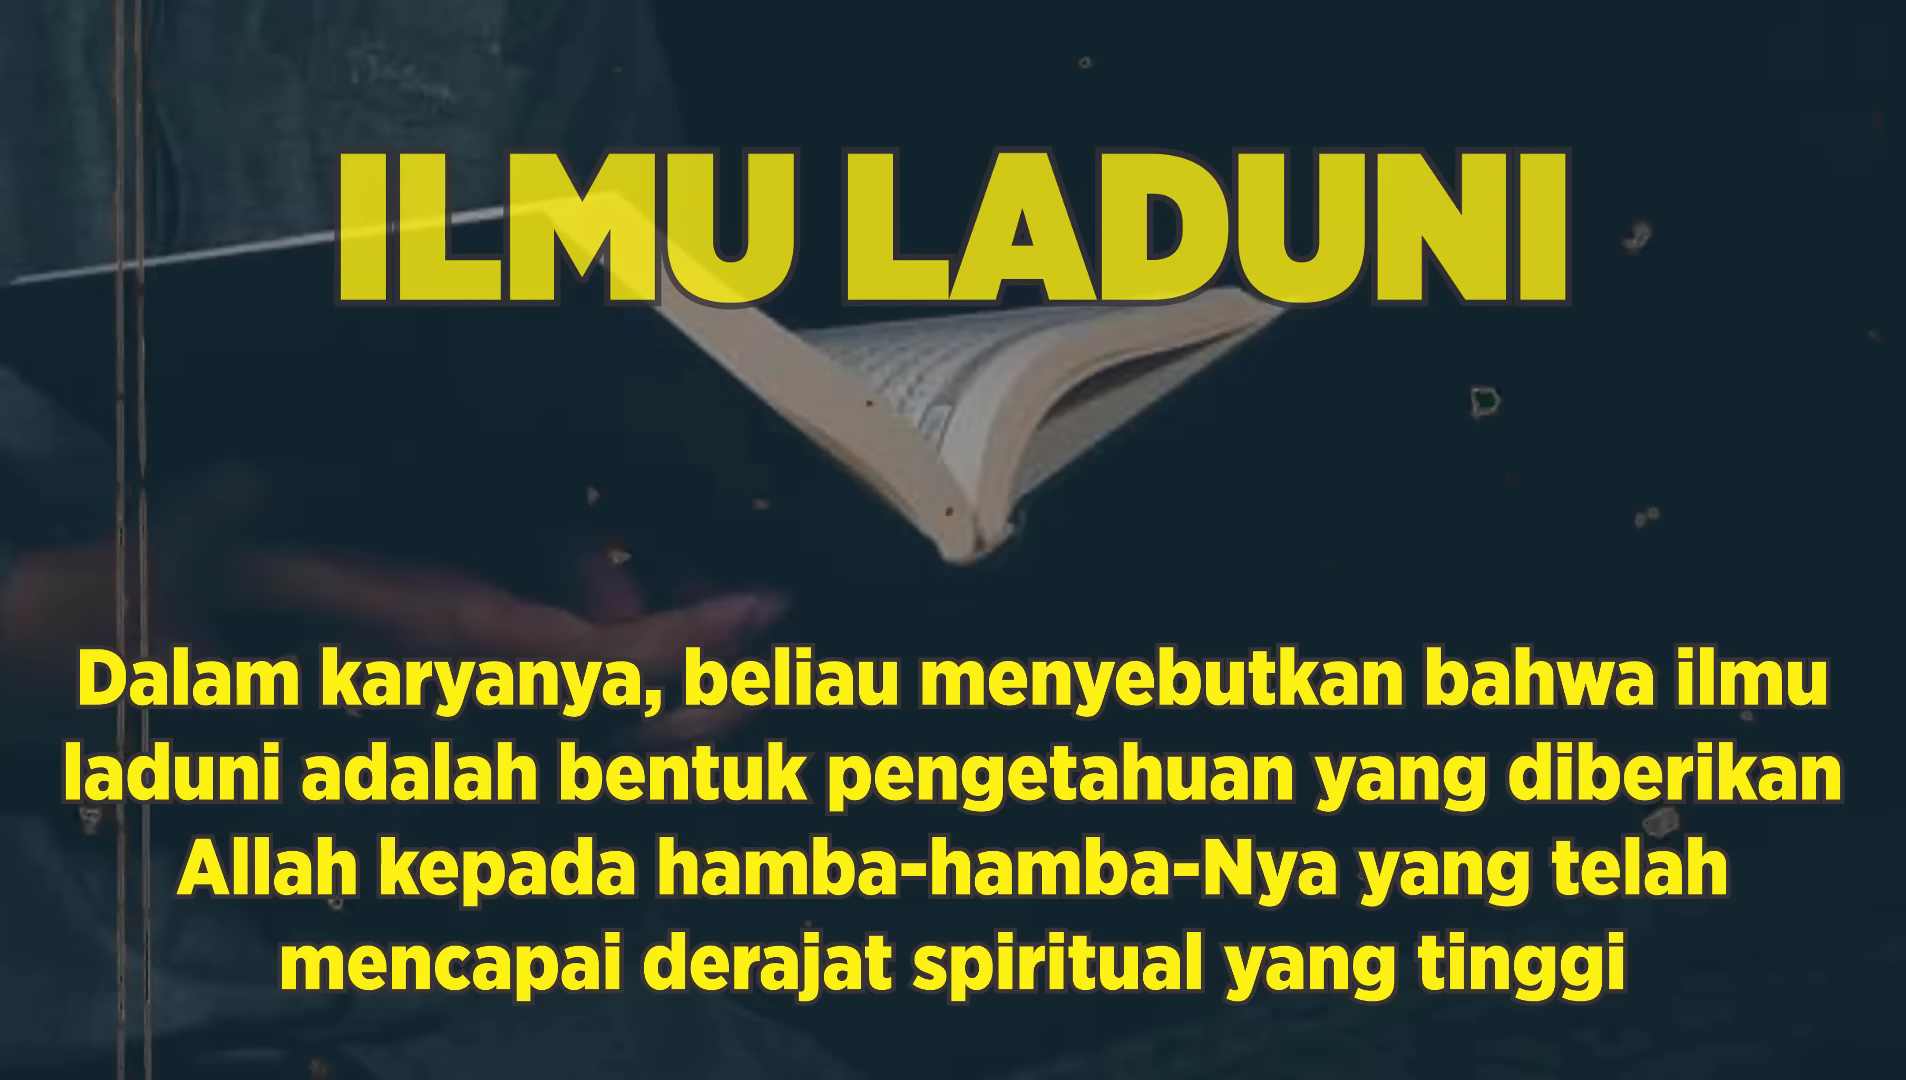 ILMU LADUNI
Dalam karyanya, beliau menyebutkan bahwa ilmu
laduni adalah bentuk pengetahuan yang diberikan
Allah kepada hamba-hamba-Nya yang telah
mencapai derajat spiritual yang tinggi